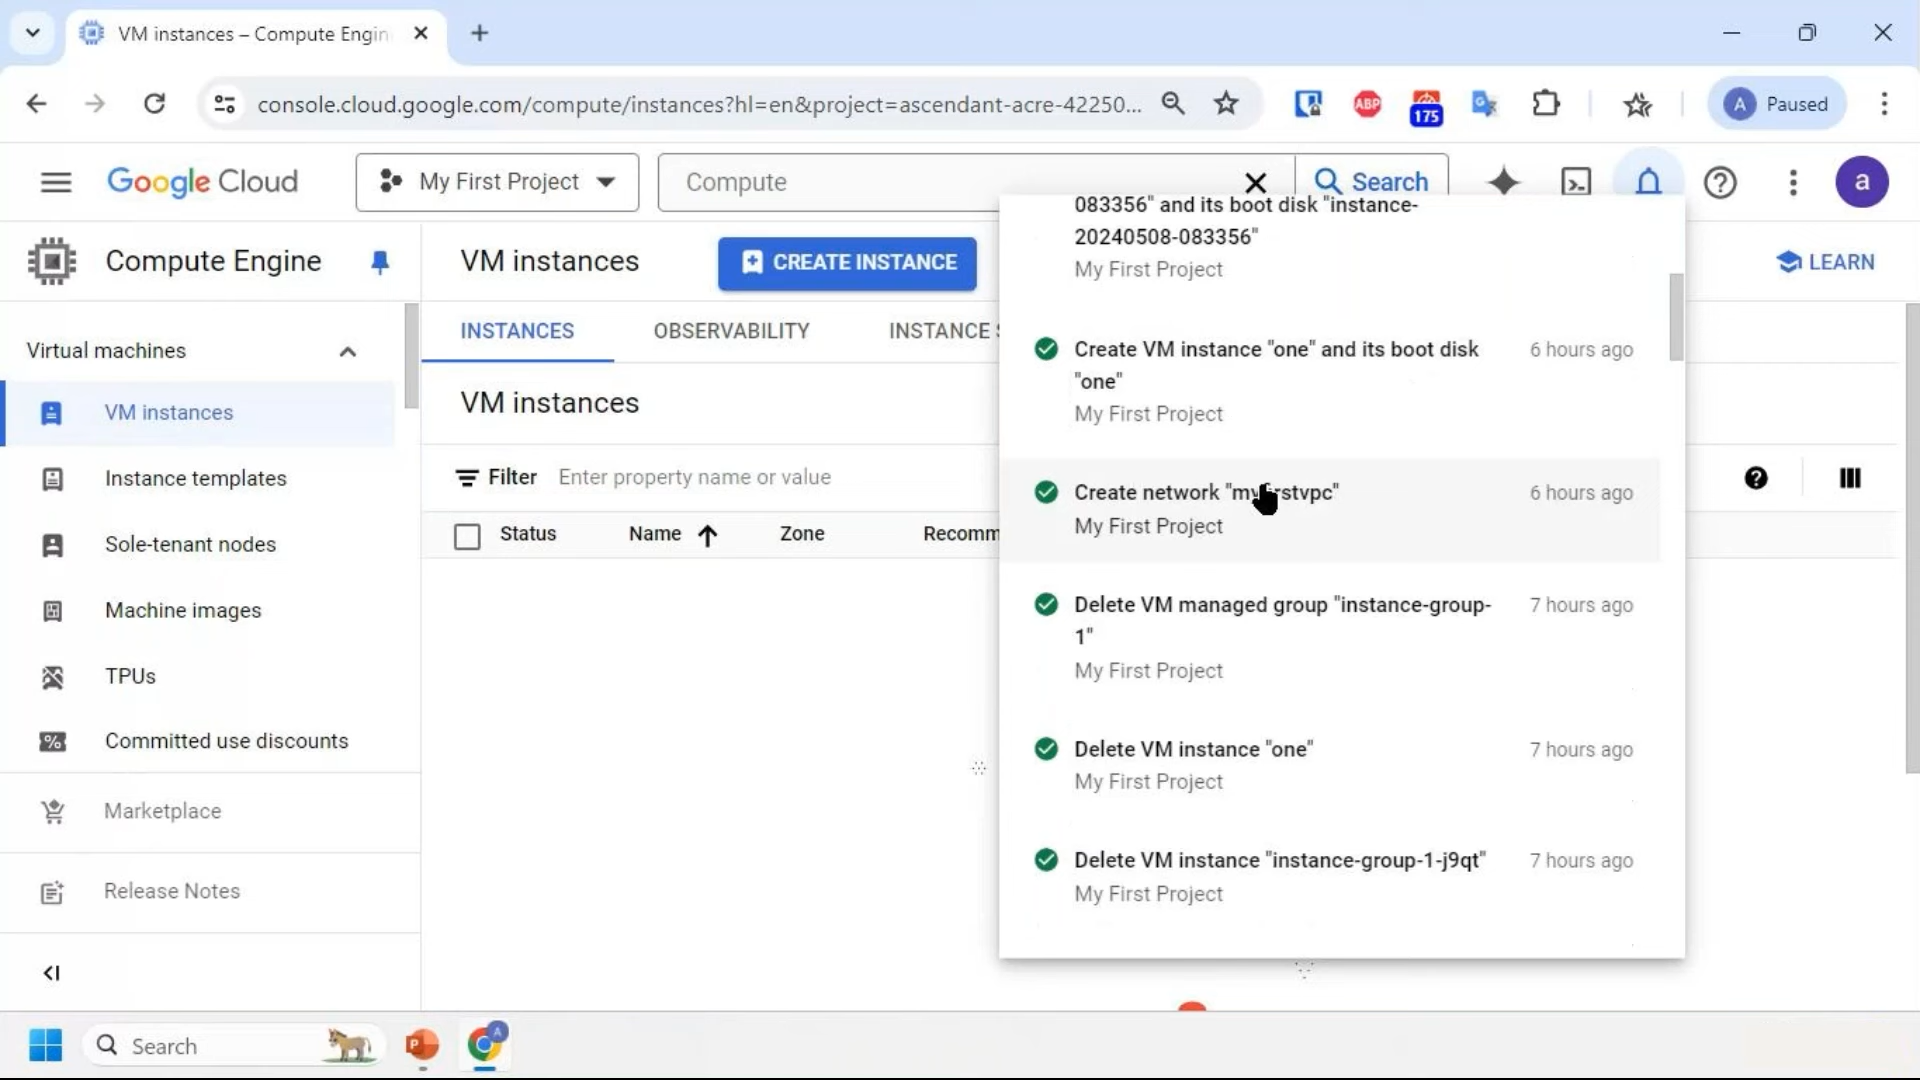 VM instances – Compute Engin
console.cloud.google.com/compute/instances?hl=en&project=ascendant-acre-42250...
ABP
175
A Paused
Google Cloud
My First Project
Compute
Search
a
Compute Engine
VM instances
CREATE INSTANCE
LEARN
Virtual machines
VM instances
Instance templates
Sole-tenant nodes
Machine images
TPUs
Committed use discounts
Marketplace
Release Notes
INSTANCES OBSERVABILITY INSTANCE
VM instances
Filter Enter property name or value
Status Name Zone Recomm
083356" and its boot disk "instance-
20240508-083356"
My First Project
Create VM instance "one" and its boot disk 6 hours ago
"one"
My First Project
Create network "myfirstvpc" 6 hours ago
My First Project
Delete VM managed group "instance-group- 7 hours ago
1"
My First Project
Delete VM instance "one" 7 hours ago
My First Project
Delete VM instance "instance-group-1-j9qt" 7 hours ago
My First Project
Search
A